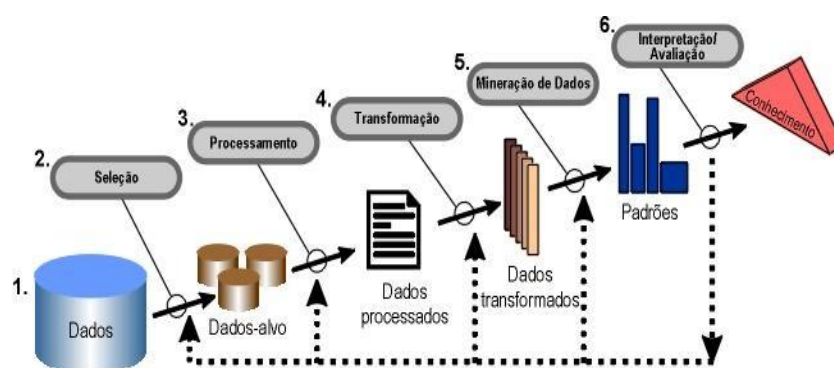 1.
Dados
2.
Seleção
Dados-alvo
3.
Processamento
Dados
processados
4.
Transformação
Dados
transformados
5.
Mineração de Dados
Padrões
6.
Interpretação/
Avaliação
Conhecimento